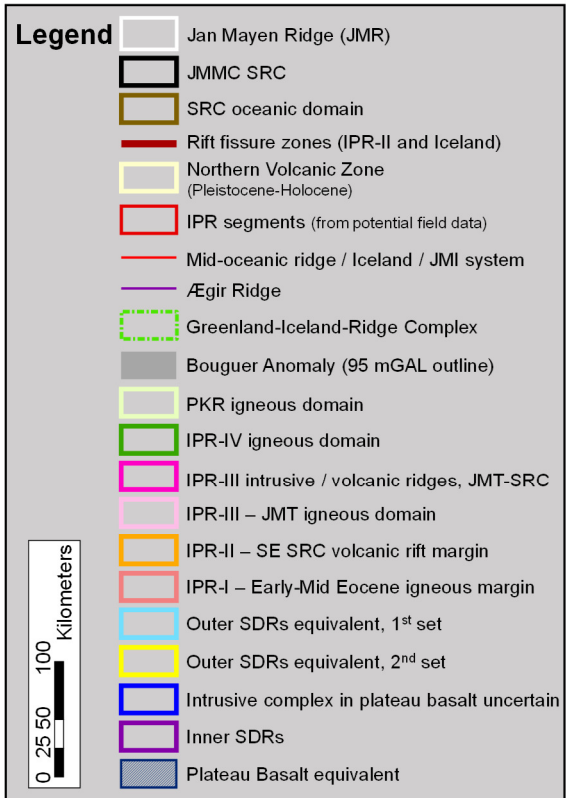 Legend
Jan Mayen Ridge (JMR)
JMMC SRC
SRC oceanic domain
Rift fissure zones (IPR-II and Iceland)
Northern Volcanic Zone
(Pleistocene-Holocene)
IPR segments (from potential field data)
Mid-oceanic ridge / Iceland / JMI system
Ægir Ridge
Greenland-Iceland-Ridge Complex
Bouguer Anomaly (95 mGAL outline)
PKR igneous domain
IPR-IV igneous domain
IPR-III intrusive / volcanic ridges, JMT-SRC
IPR-III – JMT igneous domain
IPR-II – SE SRC volcanic rift margin
IPR-I – Early-Mid Eocene igneous margin
Outer SDRs equivalent, 1st set
Outer SDRs equivalent, 2nd set
Intrusive complex in plateau basalt uncertain
Inner SDRs
Plateau Basalt equivalent
0 25 50 100
Kilometers